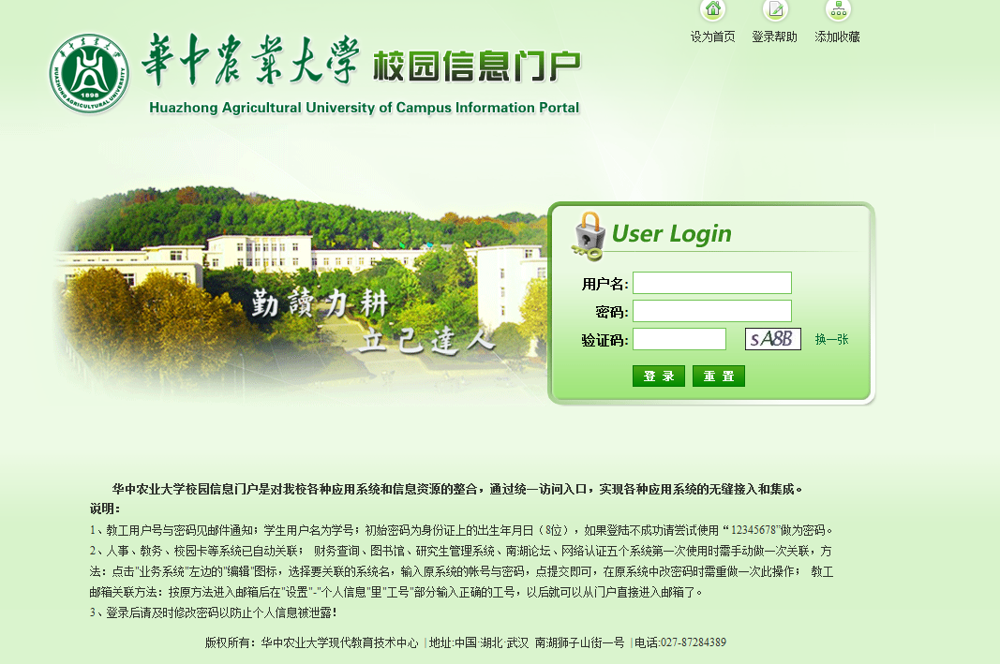 设为首页 登录帮助 添加收藏
華中農業大学 校园信息门户
Huazhong Agricultural University of Campus Information Portal
華中農業大学
1898
HUAZHONG AGRICULTURAL UNIVERSITY
User Login
用户名:
密码:
验证码: sA8B 换一张
登 录 重 置
勤讀力耕
立己達人
华中农业大学校园信息门户是对我校各种应用系统和信息资源的整合，通过统一访问入口，实现各种应用系统的无缝接入和集成。
说明：
1、教工用户号与密码见邮件通知；学生用户名为学号；初始密码为身份证上的出生年月日（8位），如果登陆不成功请尝试使用“12345678”做为密码。
2、人事、教务、校园卡等系统已自动关联； 财务查询、图书馆、研究生管理系统、南湖论坛、网络认证五个系统第一次使用时需手动做一次关联，方
法：点击"业务系统"左边的"编辑"图标，选择要关联的系统名，输入原系统的帐号与密码，点提交即可，在原系统中改密码时需重做一次此操作； 教工
邮箱关联方法：按原方法进入邮箱后在"设置"-"个人信息"里"工号"部分输入正确的工号，以后就可以从门户直接进入邮箱了。
3、登录后请及时修改密码以防止个人信息被泄露！
版权所有：华中农业大学现代教育技术中心 |地址:中国·湖北·武汉 南湖狮子山街一号 |电话:027-87284389